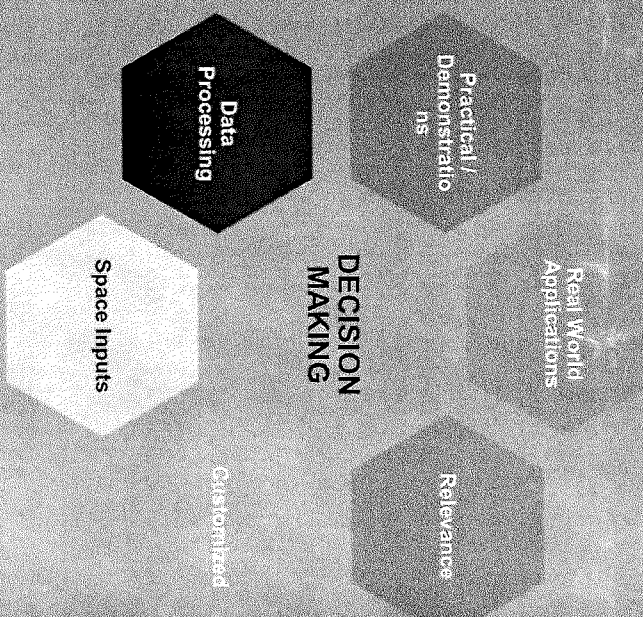 Real World
Applications
Practical /
Demonstratio
ns
Relevance
DECISION
MAKING
Data
Processing
Customized
Space Inputs